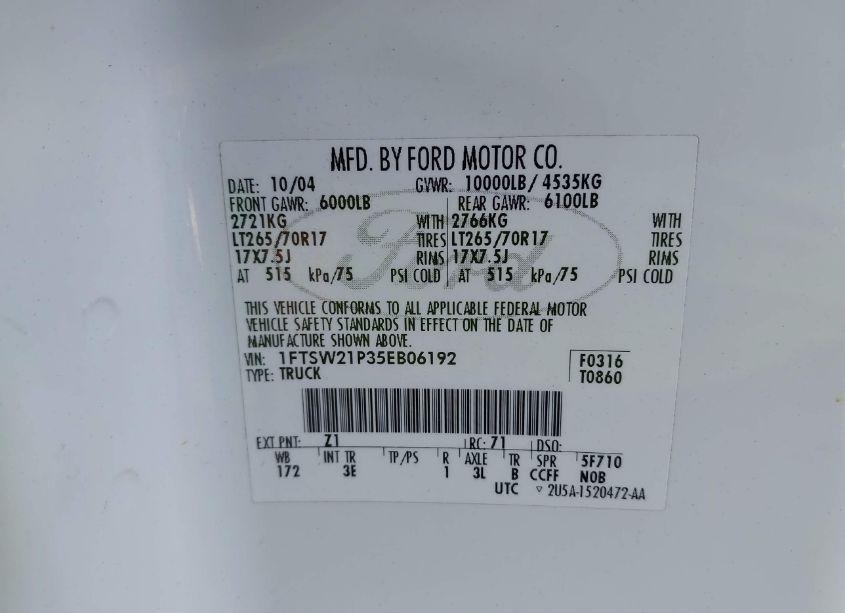 MFD. BY FORD MOTOR CO.
DATE: 10/04 GVWR: 10000LB/ 4535KG
FRONT GAWR: 6000LB REAR GAWR: 6100LB
2721KG WITH 2766KG WITH
LT265/70R17 TIRES LT265/70R17 TIRES
17X7.5J RIMS 17X7.5J RIMS
AT 515 kPa/75 PSI COLD AT 515 kPa/75 PSI COLD
Ford
THIS VEHICLE CONFORMS TO ALL APPLICABLE FEDERAL MOTOR
VEHICLE SAFETY STANDARDS IN EFFECT ON THE DATE OF
MANUFACTURE SHOWN ABOVE.
VIN: 1FTSW21P35EB06192 F0316
TYPE: TRUCK T0860
EXT PNT: Z1 RC: 71 DSO:
WB INT TR TP/PS R AXLE TR SPR 5F710
172 3E 1 3L B CCFF N0B
UTC ▽ 2U5A-1520472-AA